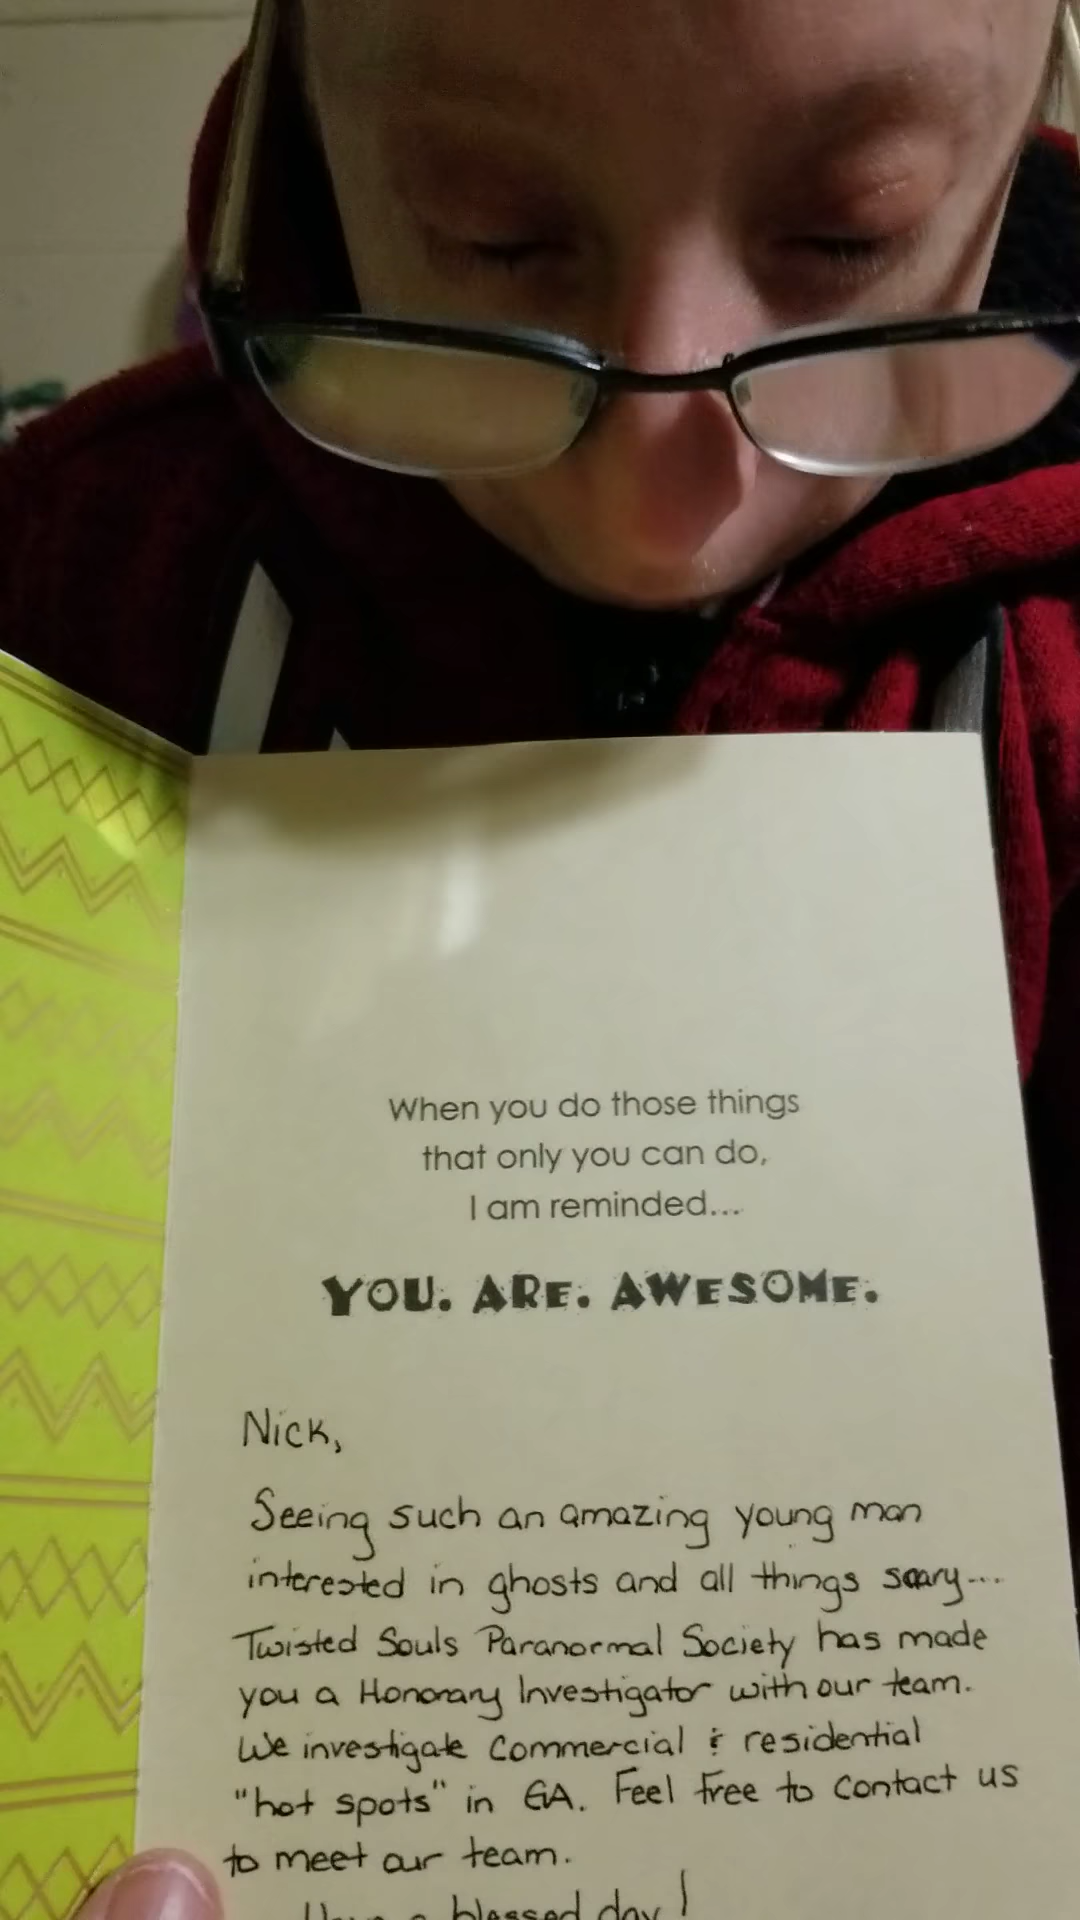 When you do those things
that only you can do,
I am reminded...
YOU. ARE. AWESOME.
Nick,
Seeing such an amazing young man
interested in ghosts and all things scary....
Twisted Souls Paranormal Society has made
you a Honorary Investigator with our team.
We investigate Commercial & residential
"hot spots" in GA. Feel free to contact us
to meet our team.
Have a blessed day!